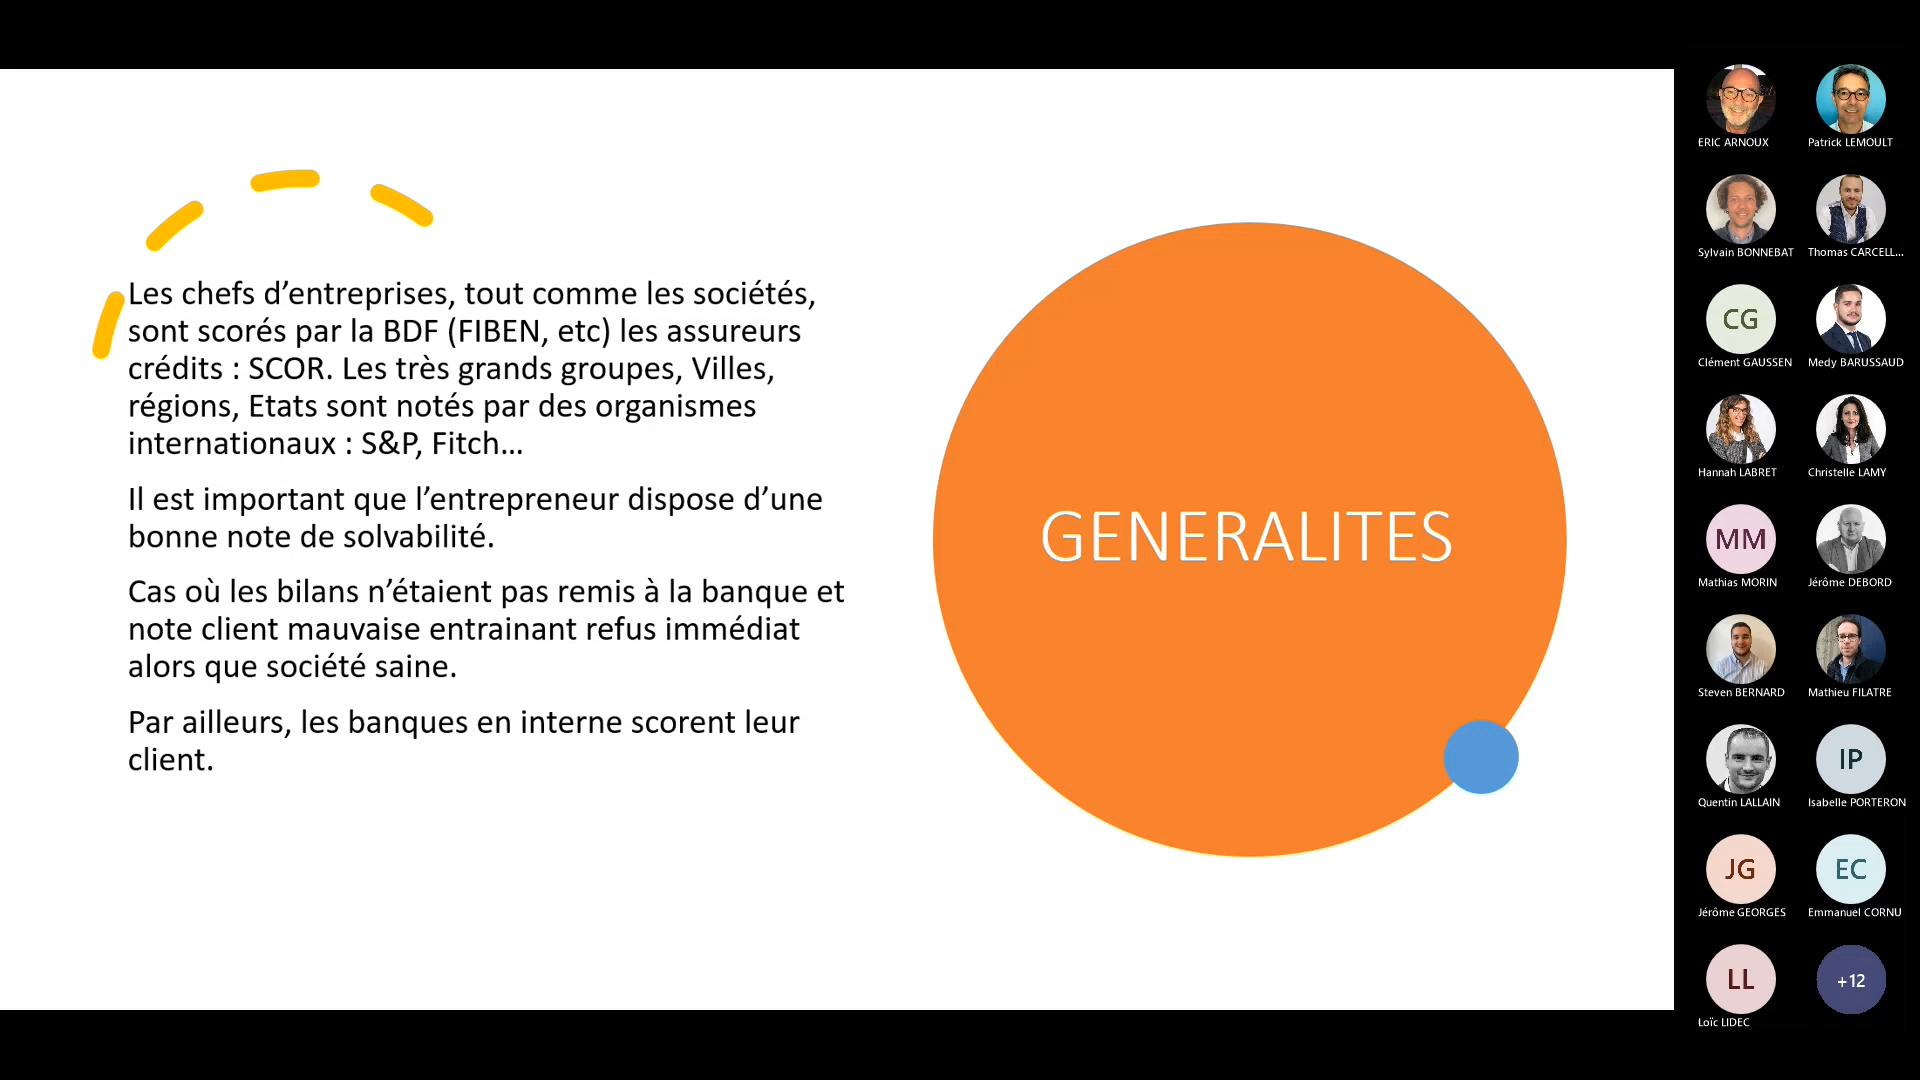 Les chefs d’entreprises, tout comme les sociétés,
sont scorés par la BDF (FIBEN, etc) les assureurs
crédits : SCOR. Les très grands groupes, Villes,
régions, Etats sont notés par des organismes
internationaux : S&P, Fitch…
Il est important que l’entrepreneur dispose d’une
bonne note de solvabilité.
Cas où les bilans n’étaient pas remis à la banque et
note client mauvaise entrainant refus immédiat
alors que société saine.
Par ailleurs, les banques en interne scorent leur
client.
GENERALITES
ERIC ARNOUX
Patrick LEMOULT
Sylvain BONNEBAT
Thomas CARCELL...
CG
Clément GAUSSEN
Medy BARUSSAUD
Hannah LABRET
Christelle LAMY
MM
Mathias MORIN
Jérôme DEBORD
Steven BERNARD
Mathieu FILATRE
Quentin LALLAIN
IP
Isabelle PORTERON
JG
Jérôme GEORGES
EC
Emmanuel CORNU
LL
Loïc LIDEC
+12